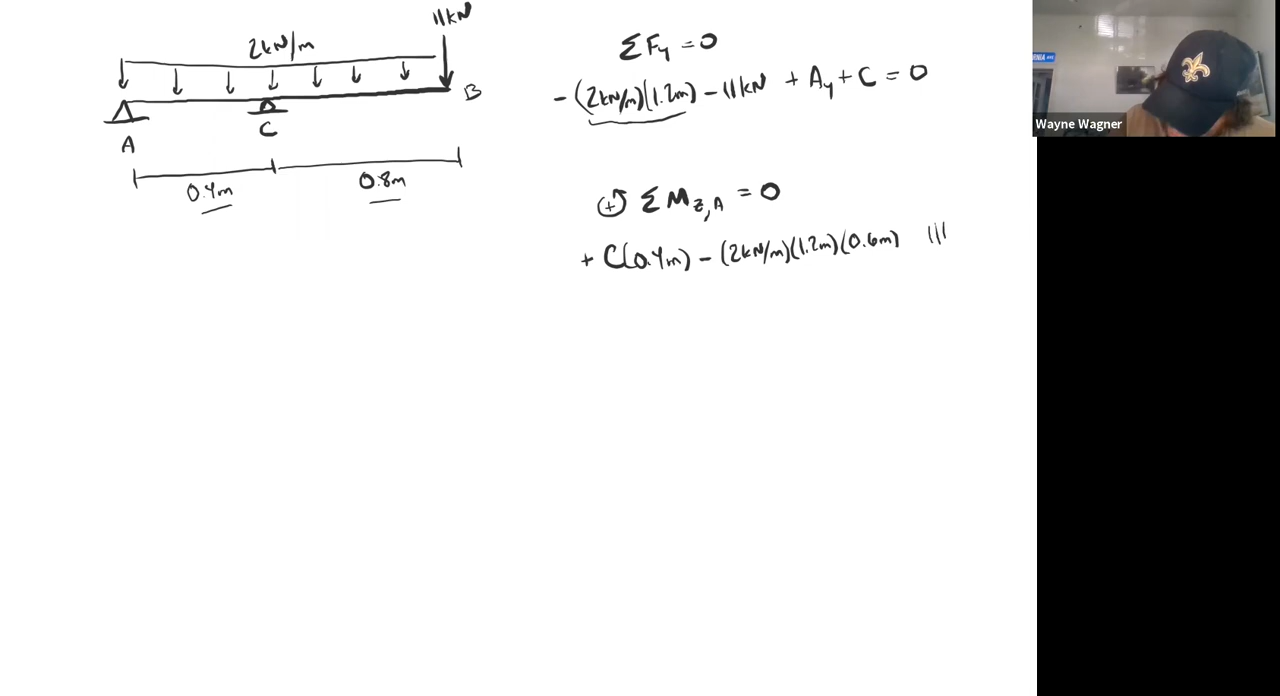 11kN
2kN/m
B
A
C
0.4m
0.8m
ΣFy = 0
-(2kN/m)(1.2m) - 11kN + Ay + C = 0
(+) ΣMz,A = 0
+ C(0.4m) - (2kN/m)(1.2m)(0.6m)
Wayne Wagner